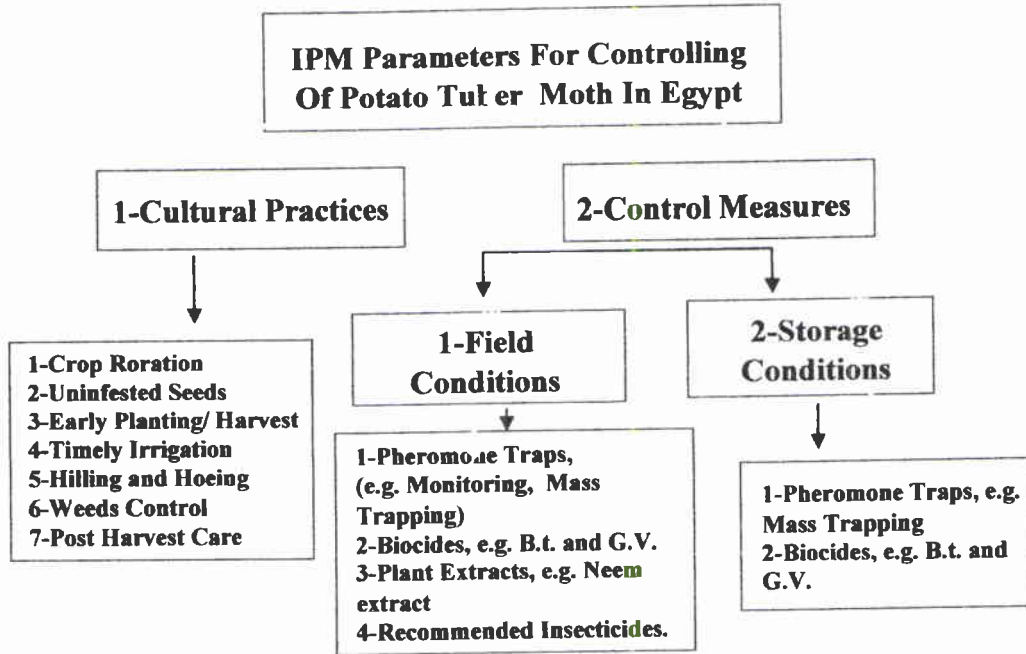 IPM Parameters For Controlling
Of Potato Tuber Moth In Egypt
1-Cultural Practices
2-Control Measures
1-Crop Roration
2-Uninfested Seeds
3-Early Planting/ Harvest
4-Timely Irrigation
5-Hilling and Hoeing
6-Weeds Control
7-Post Harvest Care
1-Field
Conditions
2-Storage
Conditions
1-Pheromone Traps,
(e.g. Monitoring, Mass
Trapping)
2-Biocides, e.g. B.t. and G.V.
3-Plant Extracts, e.g. Neem
extract
4-Recommended Insecticides.
1-Pheromone Traps, e.g.
Mass Trapping
2-Biocides, e.g. B.t. and
G.V.